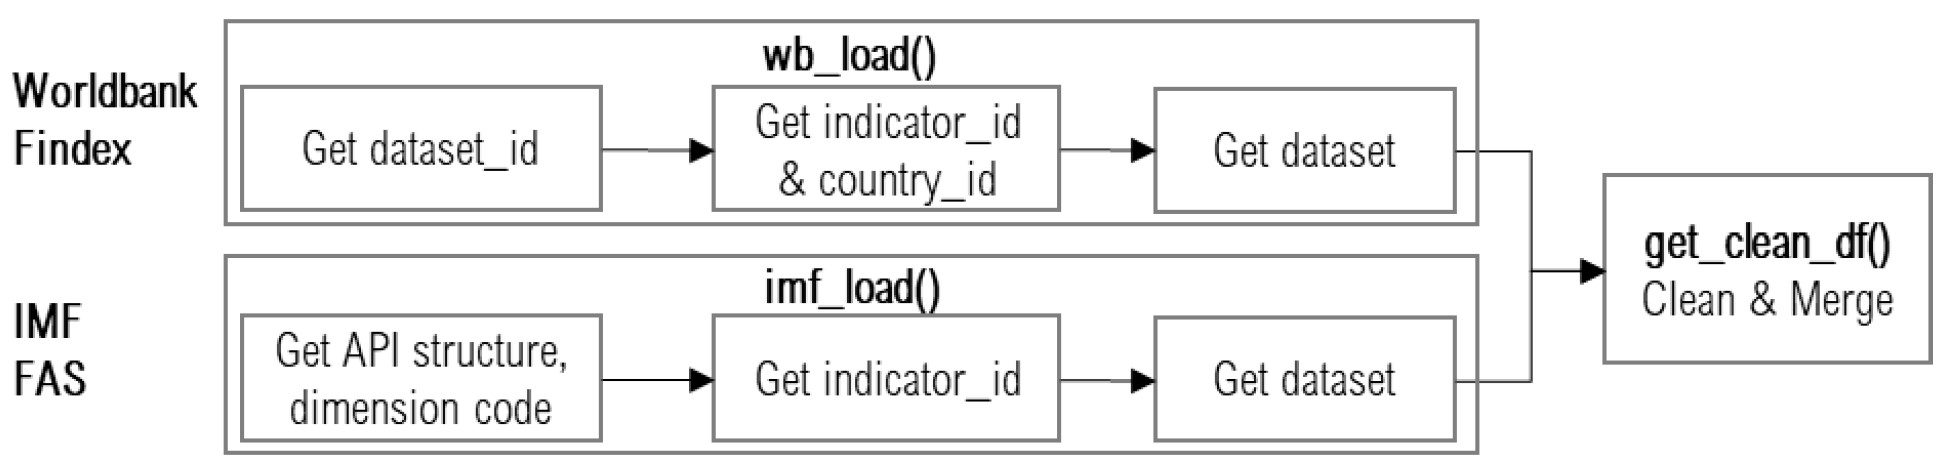 Worldbank
Findex
wb_load()
Get dataset_id
Get indicator_id
& country_id
Get dataset
IMF
FAS
imf_load()
Get API structure,
dimension code
Get indicator_id
Get dataset
get_clean_df()
Clean & Merge